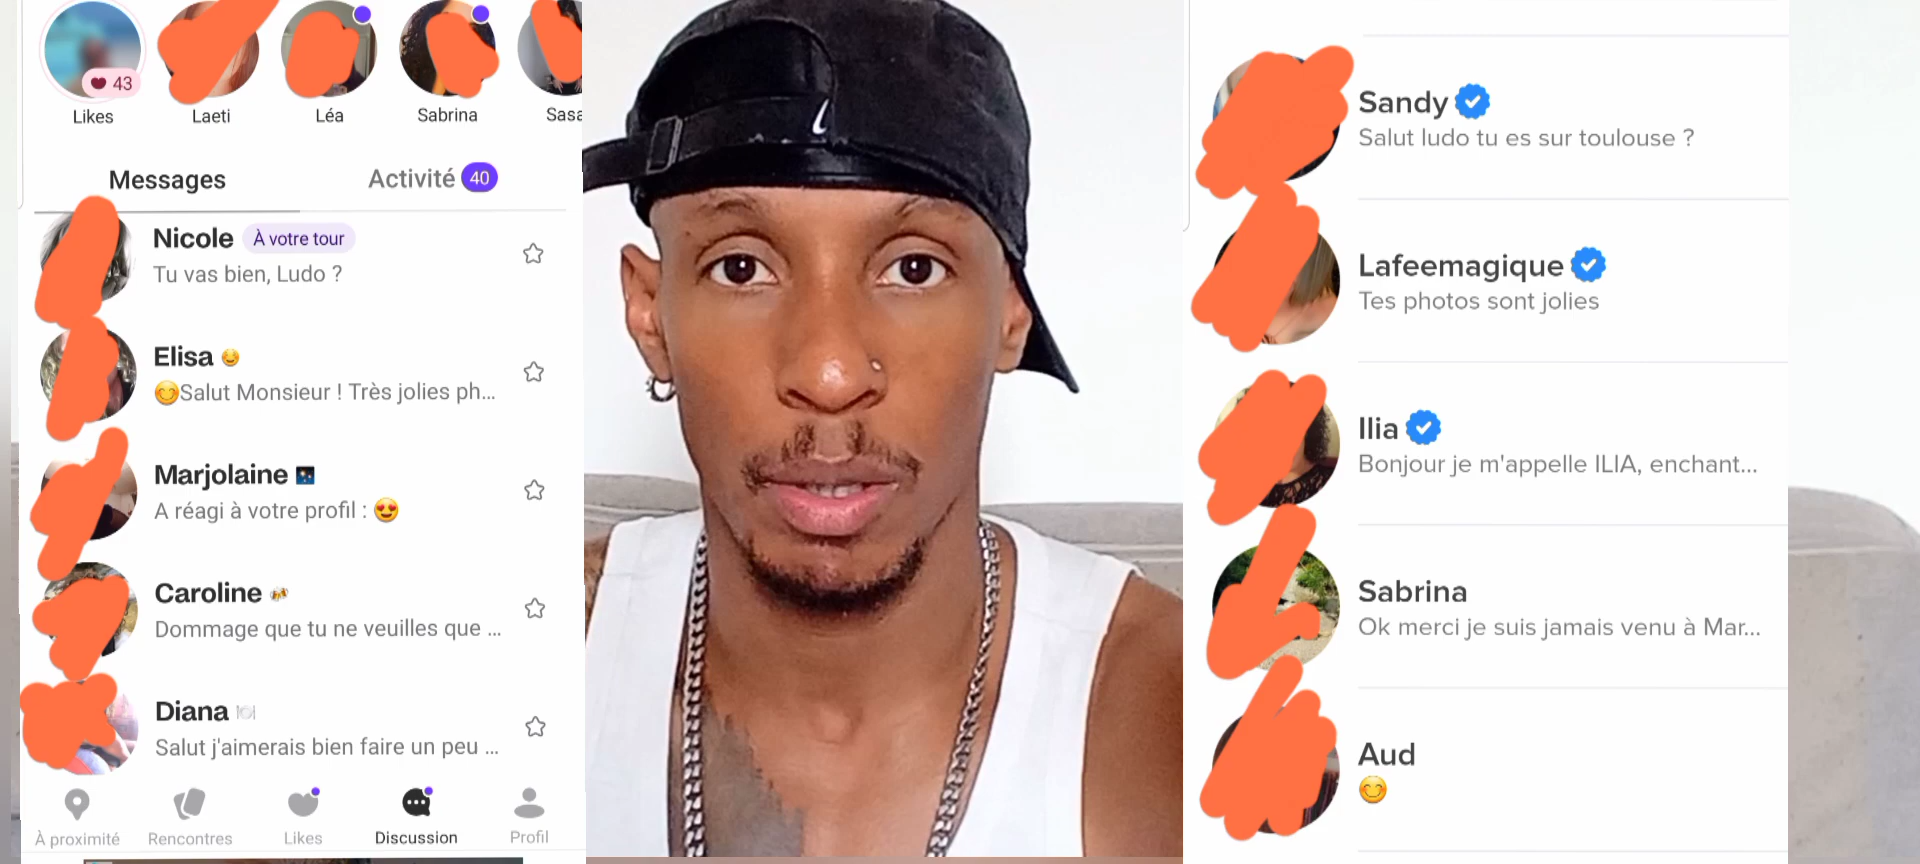 43
Likes
Laeti
Léa
Sabrina
Sasa
Messages
Activité 40
Nicole À votre tour
Tu vas bien, Ludo ?
Elisa 😊
😊Salut Monsieur ! Très jolies ph...
Marjolaine 🌌
A réagi à votre profil : 😍
Caroline 🐝
Dommage que tu ne veuilles que ...
Diana 🍽️
Salut j'aimerais bien faire un peu ...
À proximité
Rencontres
Likes
Discussion
Profil
Sandy
Salut ludo tu es sur toulouse ?
Lafeemagique
Tes photos sont jolies
Ilia
Bonjour je m'appelle ILIA, enchant...
Sabrina
Ok merci je suis jamais venu à Mar...
Aud
😊